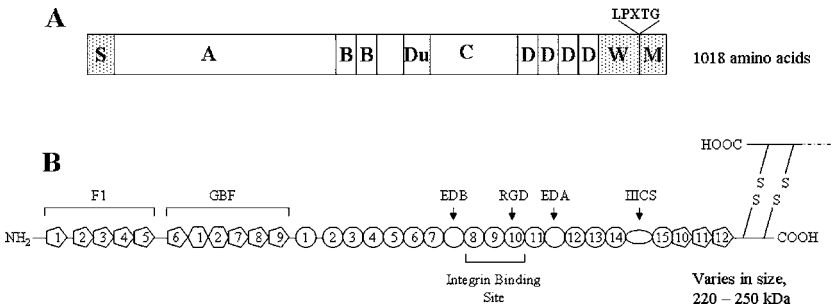 A
LPXTG
S A B B Du C D D D D W M
1018 amino acids
B
HOOC
S S
S S
F1 GBF EDB RGD EDA IIICS
NH2 1 2 3 4 5 6 1 2 7 8 9 1 2 3 4 5 6 7 8 9 10 11 12 13 14 15 10 11 12 COOH
Integrin Binding
Site
Varies in size,
220 – 250 kDa